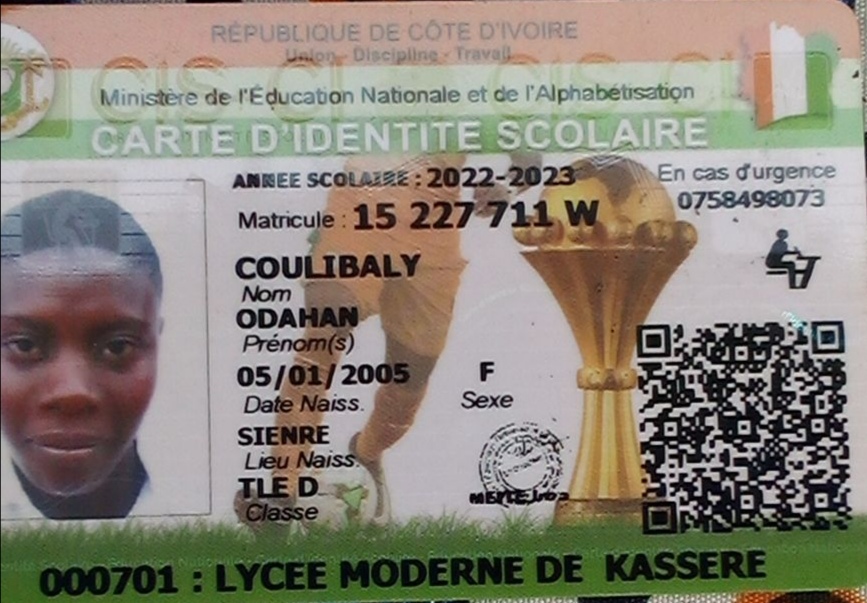 RÉPUBLIQUE DE CÔTE D'IVOIRE
Union - Discipline - Travail
Ministère de l'Éducation Nationale et de l'Alphabétisation
CARTE D'IDENTITE SCOLAIRE
ANNEE SCOLAIRE : 2022-2023
En cas d'urgence
0758498073
Matricule : 15 227 711 W
COULIBALY
Nom
ODAHAN
Prénom(s)
05/01/2005
Date Naiss.
F
Sexe
SIENRE
Lieu Naiss.
TLE D
Classe
000701 : LYCEE MODERNE DE KASSERE